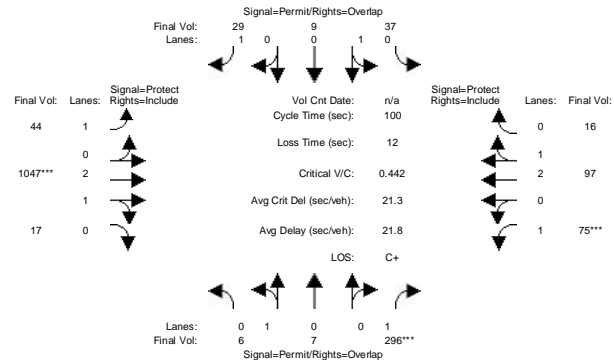 Signal=Permit/Rights=Overlap
Final Vol: 29 9 37
Lanes: 1 0 0 1 0
Signal=Protect Signal=Protect
Final Vol: Lanes: Rights=Include Vol Cnt Date: n/a Rights=Include Lanes: Final Vol:
Cycle Time (sec): 100
44 1 0 16
Loss Time (sec): 12
0 1
1047*** 2 Critical V/C: 0.442 2 97
1 Avg Crit Del (sec/veh): 21.3 0
17 0 Avg Delay (sec/veh): 21.8 1 75***
LOS: C+
Lanes: 0 1 0 0 1
Final Vol: 6 7 296***
Signal=Permit/Rights=Overlap